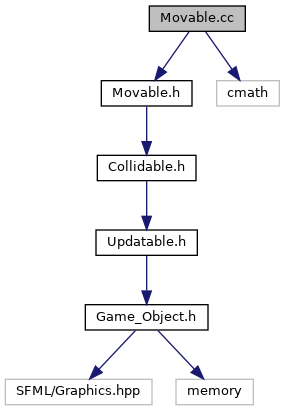 Movable.cc
Movable.h
cmath
Collidable.h
Updatable.h
Game_Object.h
SFML/Graphics.hpp
memory